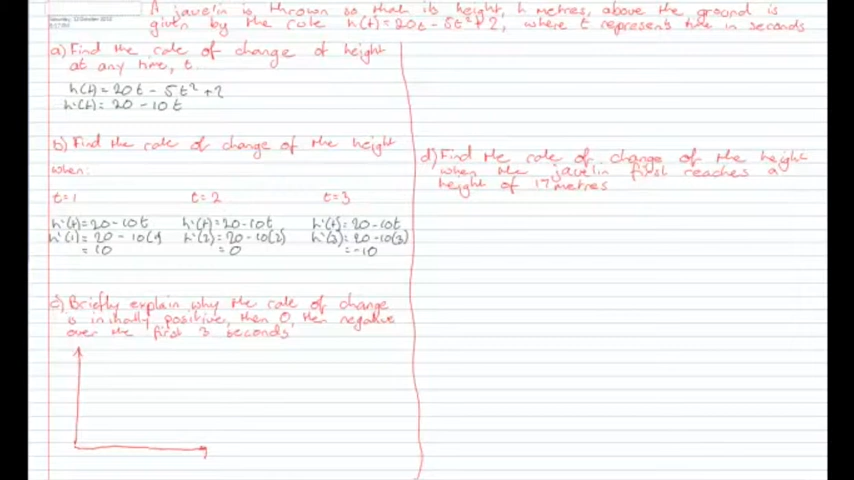 A javelin is thrown so that its height, h metres, above the ground is
given by the rule h(t) = 20t - 5t² + 2, where t represents time in seconds
Saturday, 13 October 2012
a) Find the rate of change of height
at any time, t.
h(t) = 20t - 5t² + 2
h'(t) = 20 - 10t
b) Find the rate of change of the height
when:
t=1 t=2 t=3
h'(t) = 20-10t h'(t) = 20-10t h'(t) = 20-10t
h'(1) = 20 - 10(1) h'(2) = 20-10(2) h'(3) = 20-10(3)
= 10 = 0 = -10
c) Briefly explain why the rate of change
is initially positive, then 0, then negative
over the first 3 seconds
d) Find the rate of change of the height
when the javelin first reaches a
height of 17 metres